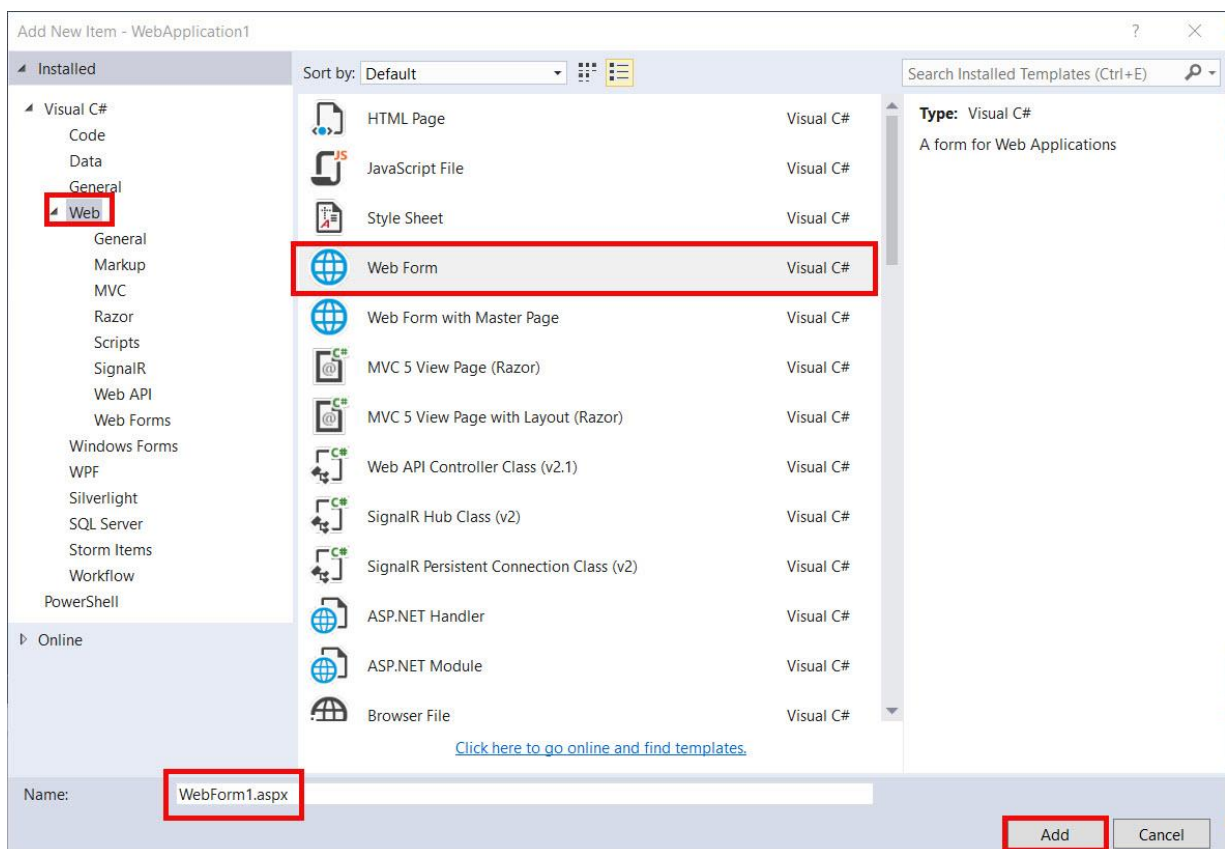 Add New Item - WebApplication1
?
Installed
Sort by: Default
Search Installed Templates (Ctrl+E)
Visual C#
Code
Data
General
Web
General
Markup
MVC
Razor
Scripts
SignalR
Web API
Web Forms
Windows Forms
WPF
Silverlight
SQL Server
Storm Items
Workflow
PowerShell
Online
HTML Page Visual C#
JS
JavaScript File Visual C#
A
Style Sheet Visual C#
Web Form Visual C#
Web Form with Master Page Visual C#
C#
@
MVC 5 View Page (Razor) Visual C#
C#
@
MVC 5 View Page with Layout (Razor) Visual C#
C#
Web API Controller Class (v2.1) Visual C#
C#
SignalR Hub Class (v2) Visual C#
C#
SignalR Persistent Connection Class (v2) Visual C#
ASP.NET Handler Visual C#
ASP.NET Module Visual C#
Browser File Visual C#
Click here to go online and find templates.
Type: Visual C#
A form for Web Applications
Name: WebForm1.aspx
Add Cancel